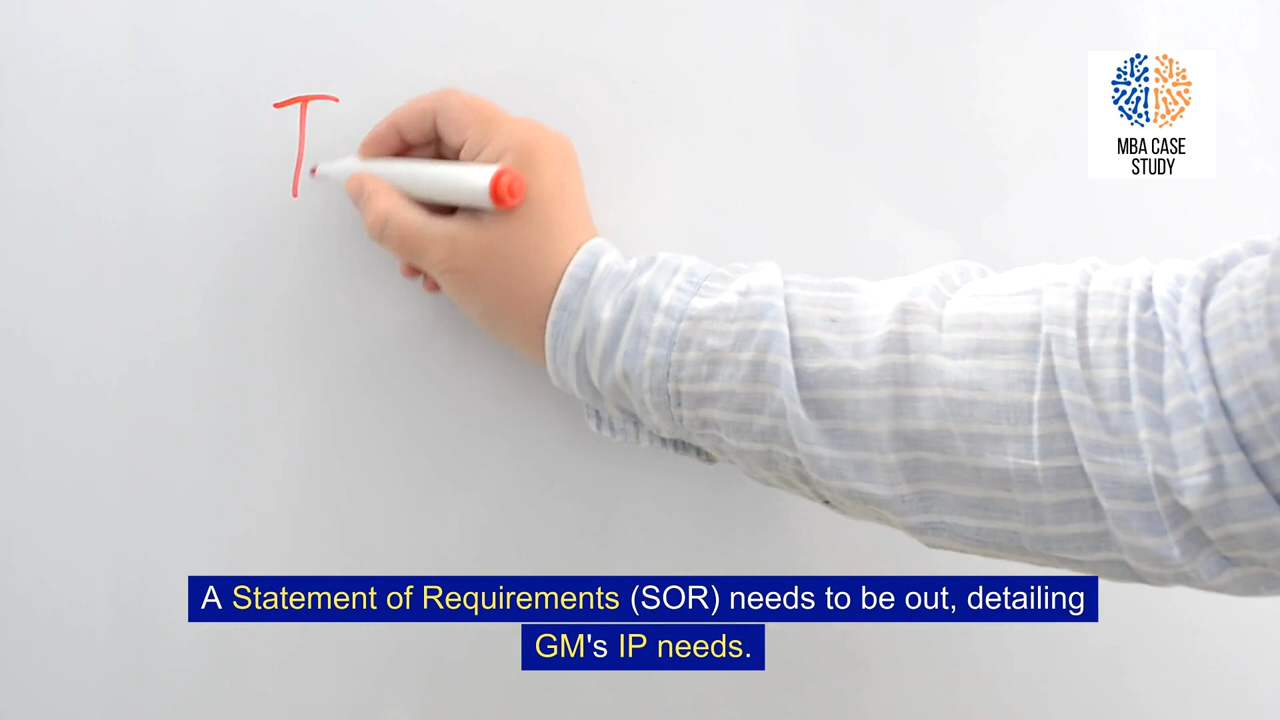 T
MBA CASE
STUDY
A Statement of Requirements (SOR) needs to be out, detailing
GM's IP needs.